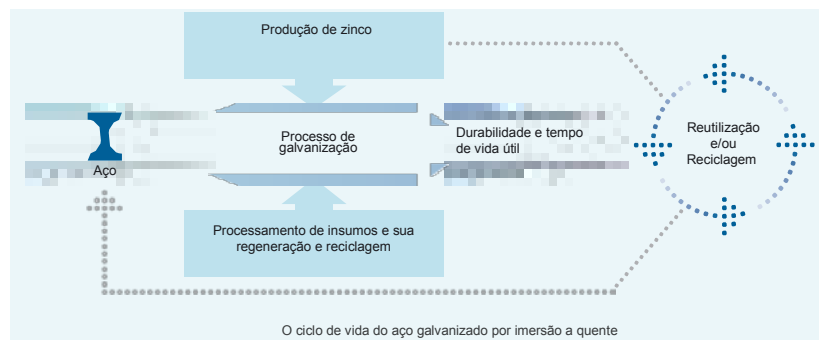 Produção de zinco
Aço
Processo de
galvanização
Durabilidade e tempo
de vida útil
Reutilização
e/ou
Reciclagem
Processamento de insumos e sua
regeneração e reciclagem
O ciclo de vida do aço galvanizado por imersão a quente